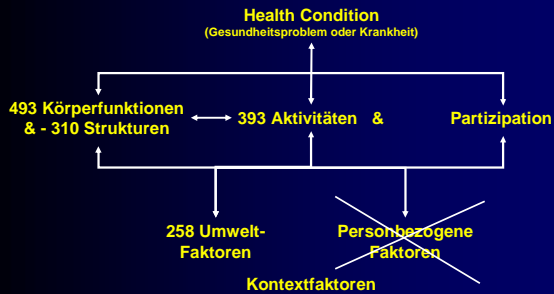 Health Condition
(Gesundheitsproblem oder Krankheit)
493 Körperfunktionen
& - 310 Strukturen
393 Aktivitäten &
Partizipation
258 Umwelt-
Faktoren
Personbezogene
Faktoren
Kontextfaktoren